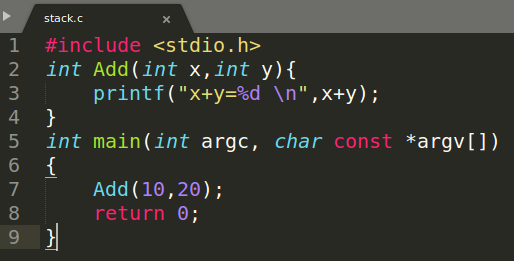 stack.c ×
1 #include <stdio.h>
2 int Add(int x,int y){
3     printf("x+y=%d \n",x+y);
4 }
5 int main(int argc, char const *argv[])
6 {
7     Add(10,20);
8     return 0;
9 }